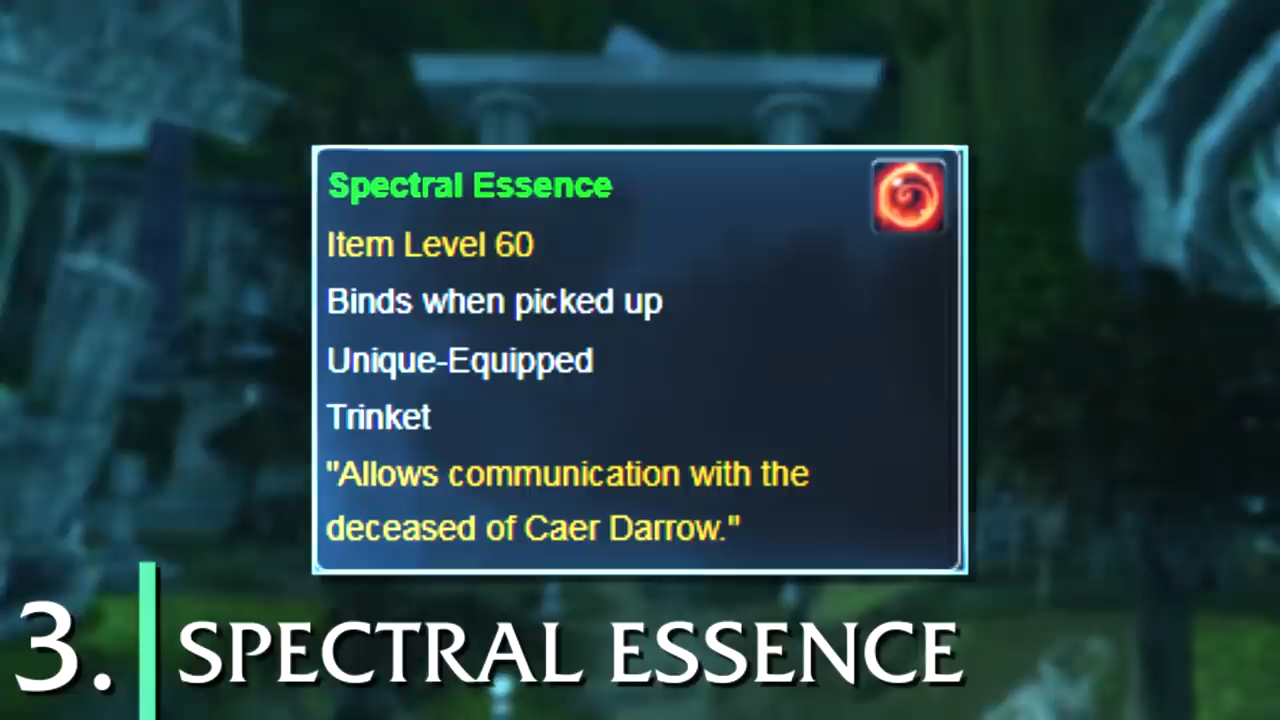 Spectral Essence
Item Level 60
Binds when picked up
Unique-Equipped
Trinket
"Allows communication with the
deceased of Caer Darrow."
3. SPECTRAL ESSENCE